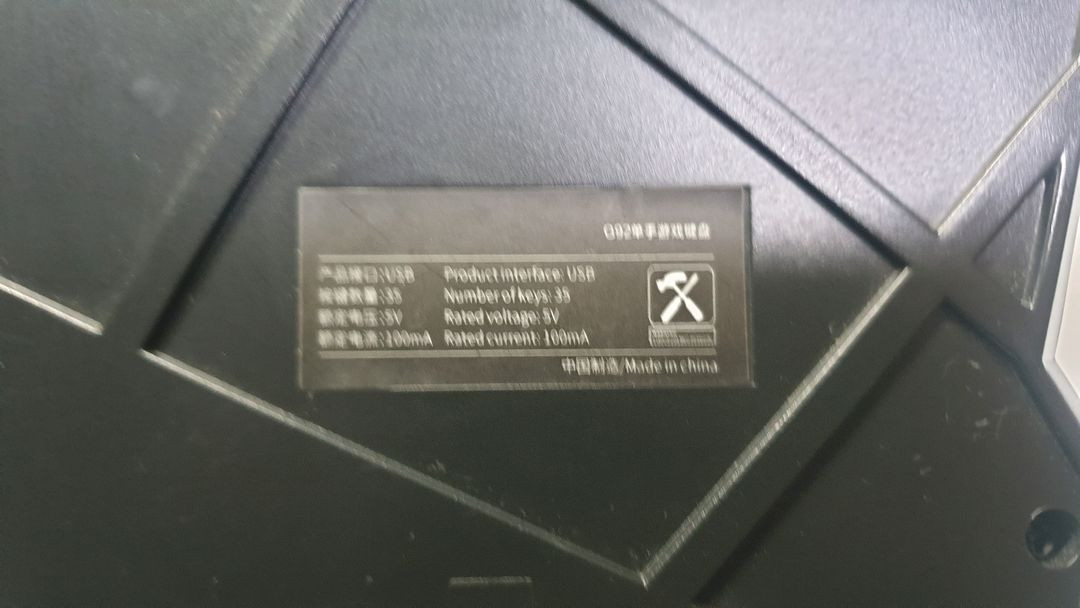 G92单手游戏键盘
产品接口:USB Product interface: USB
按键数量:35 Number of keys: 35
额定电压:5V Rated voltage: 5V
额定电流:100mA Rated current: 100mA
中国制造/Made in china